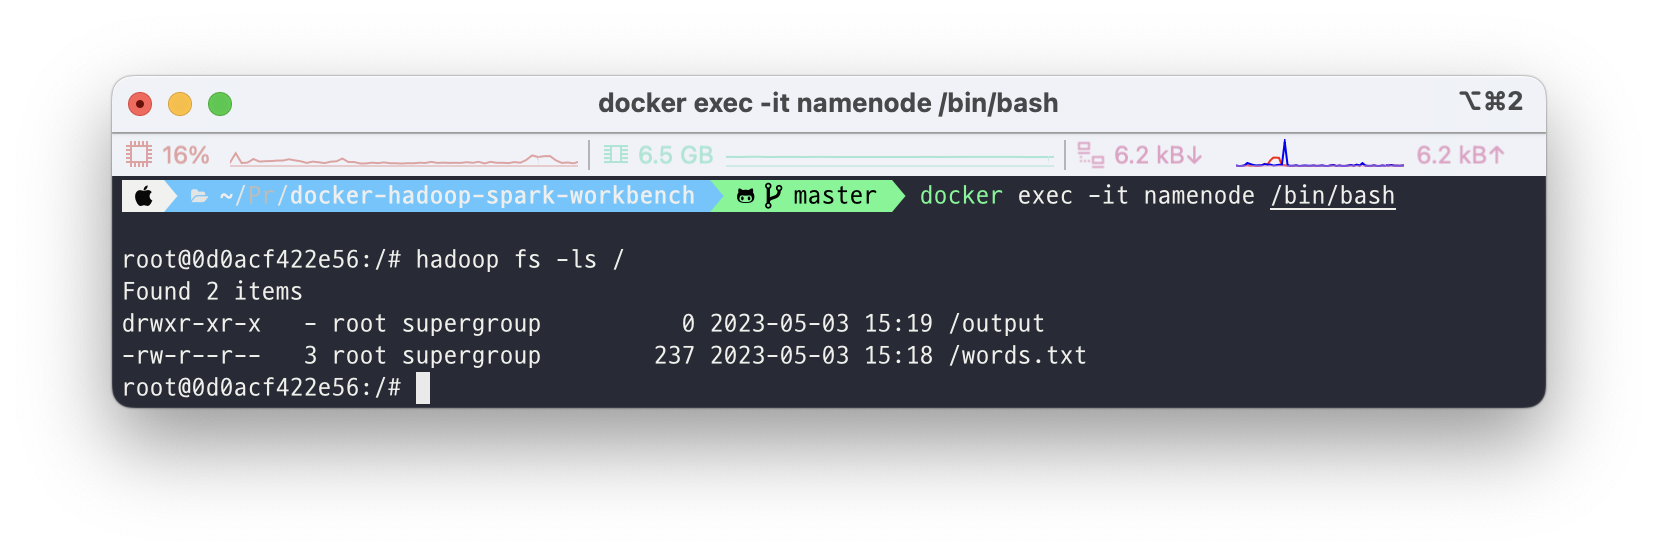 docker exec -it namenode /bin/bash
⌥⌘2
16% 6.5 GB 6.2 kB↓ 6.2 kB↑
~/Pr/docker-hadoop-spark-workbench master docker exec -it namenode /bin/bash
root@0d0acf422e56:/# hadoop fs -ls /
Found 2 items
drwxr-xr-x   - root supergroup          0 2023-05-03 15:19 /output
-rw-r--r--   3 root supergroup        237 2023-05-03 15:18 /words.txt
root@0d0acf422e56:/#